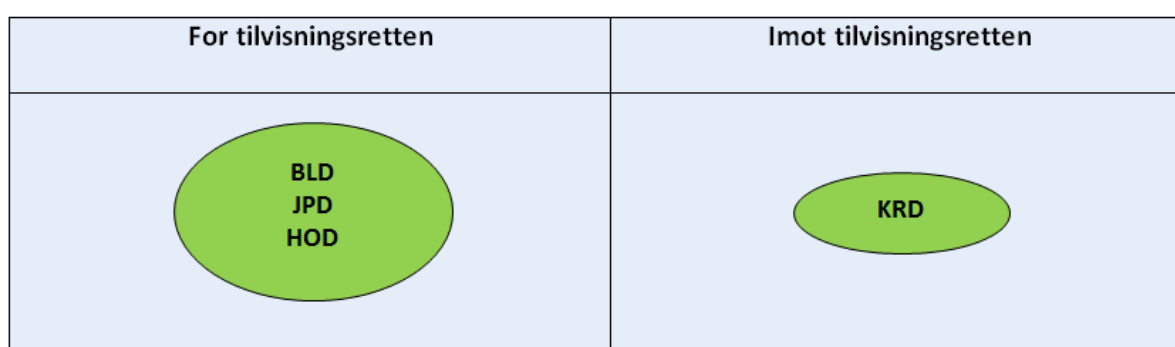 For tilvisningsretten
Imot tilvisningsretten
BLD
JPD
HOD
KRD